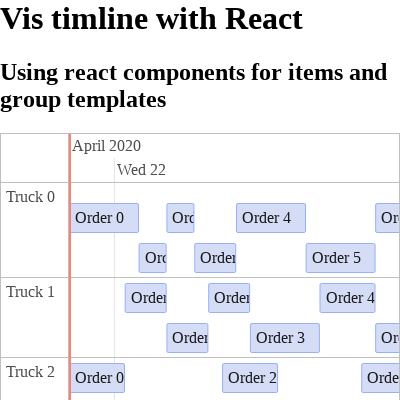 Vis timline with React
Using react components for items and
group templates
April 2020
Wed 22
Truck 0
Order 0
Order 4
Order 5
Truck 1
Order 4
Order 3
Truck 2
Order 0
Order 2